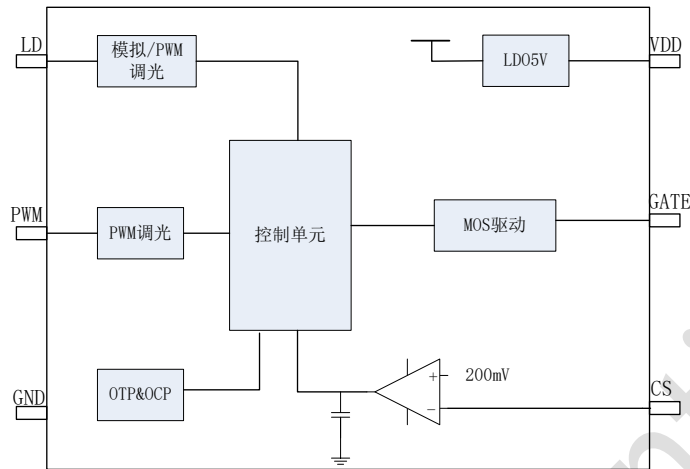 LD
模拟/PWM
调光
LDO5V
VDD
PWM
PWM调光
控制单元
MOS驱动
GATE
GND
OTP&OCP
+
200mV
−
CS